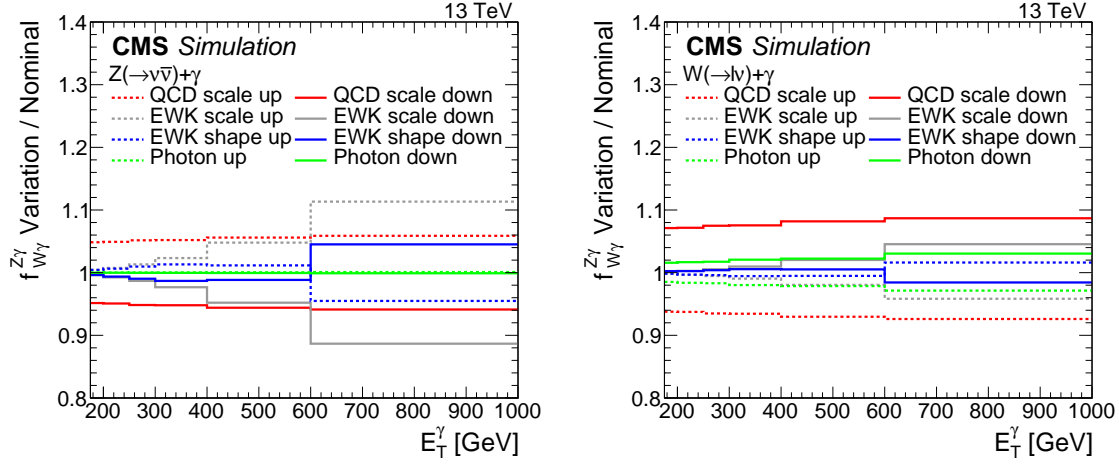 13 TeV
CMS Simulation
Z(→νν̅)+γ
QCD scale up QCD scale down
EWK scale up EWK scale down
EWK shape up EWK shape down
Photon up Photon down
f^{Zγ}_{Wγ} Variation / Nominal
1.4
1.3
1.2
1.1
1
0.9
0.8
200 300 400 500 600 700 800 900 1000
E_T^γ [GeV]
13 TeV
CMS Simulation
W(→lν)+γ
QCD scale up QCD scale down
EWK scale up EWK scale down
EWK shape up EWK shape down
Photon up Photon down
f^{Zγ}_{Wγ} Variation / Nominal
1.4
1.3
1.2
1.1
1
0.9
0.8
200 300 400 500 600 700 800 900 1000
E_T^γ [GeV]